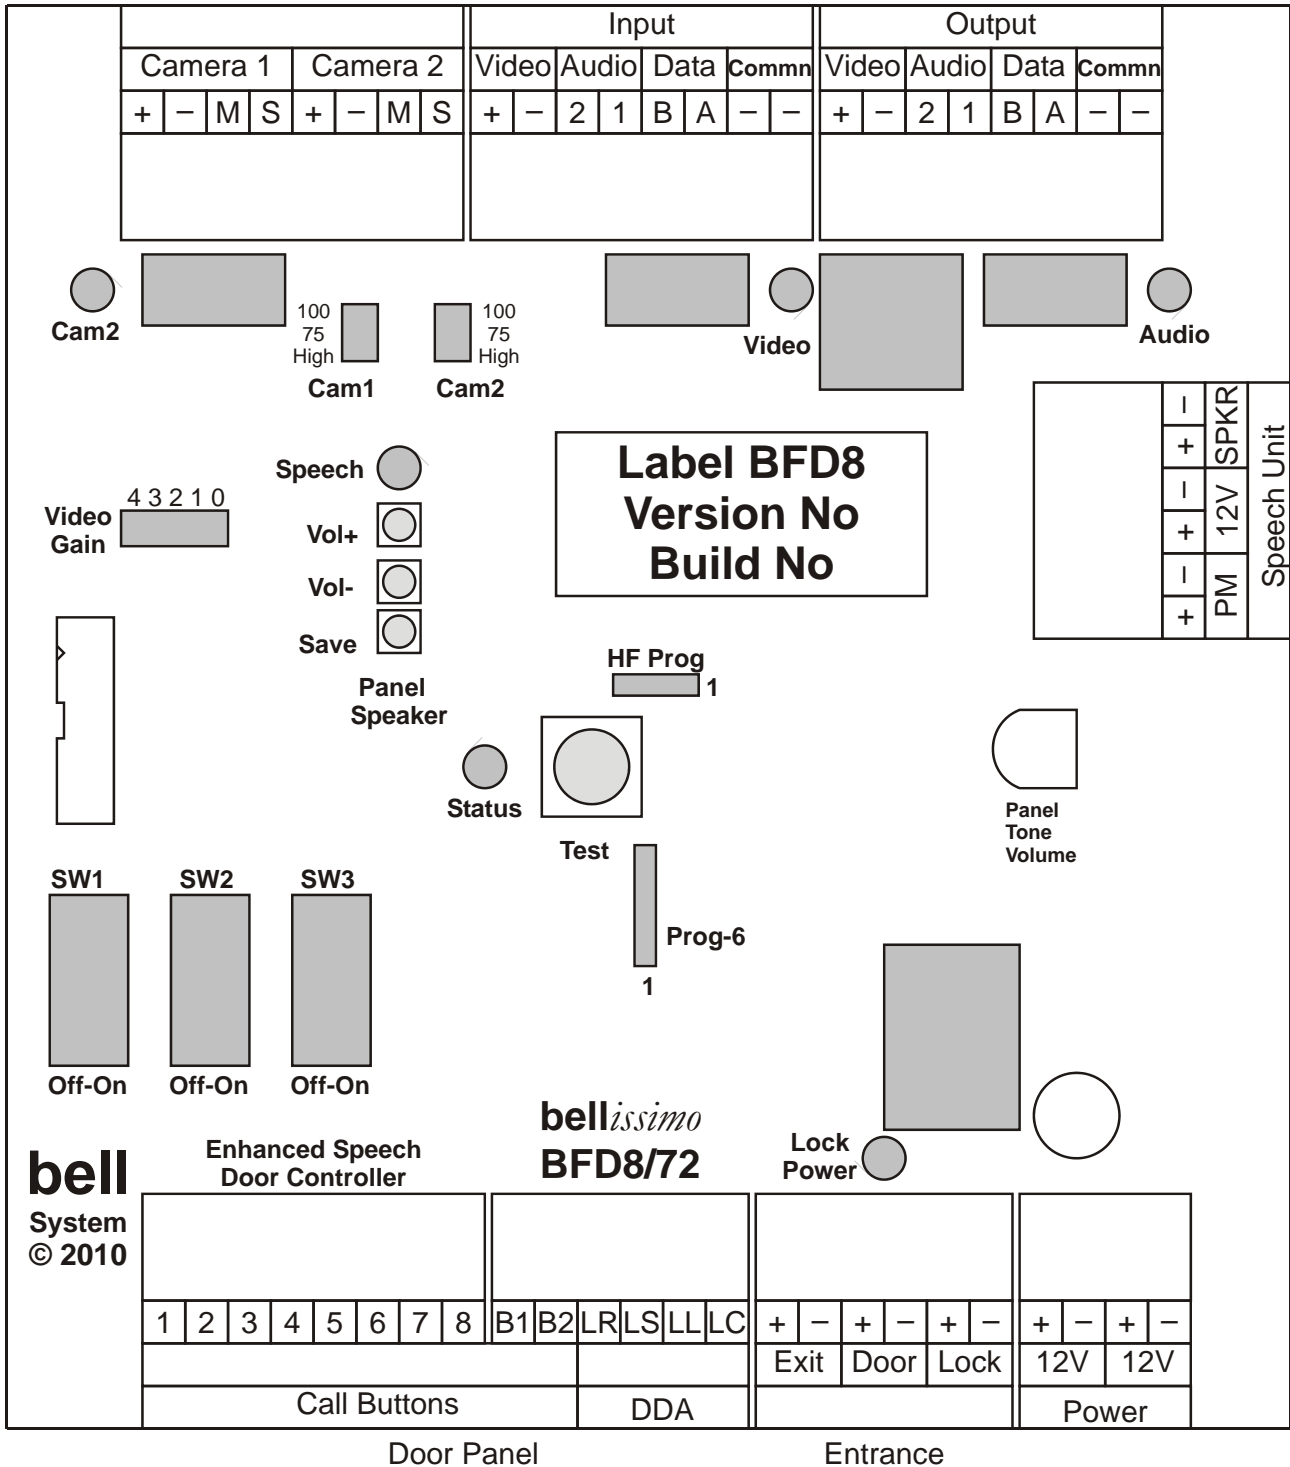 Input Output
Camera 1 Camera 2 Video Audio Data Commn Video Audio Data Commn
+ – M S + – M S + – 2 1 B A – – + – 2 1 B A – –
Cam2
100
75
High
Cam1
100
75
High
Cam2
Video
Audio
– + – + – +
SPKR 12V PM
Speech Unit
Label BFD8
Version No
Build No
Speech
Vol+
Vol-
Save
Panel
Speaker
4 3 2 1 0
Video
Gain
HF Prog
1
Status
Test
Panel
Tone
Volume
SW1 SW2 SW3
Prog-6
1
Off-On Off-On Off-On
bellissimo
BFD8/72
Enhanced Speech
Door Controller
Lock
Power
bell
System
© 2010
1 2 3 4 5 6 7 8 B1 B2 LR LS LL LC + – + – + – + – + –
Exit Door Lock 12V 12V
Call Buttons DDA Power
Door Panel Entrance